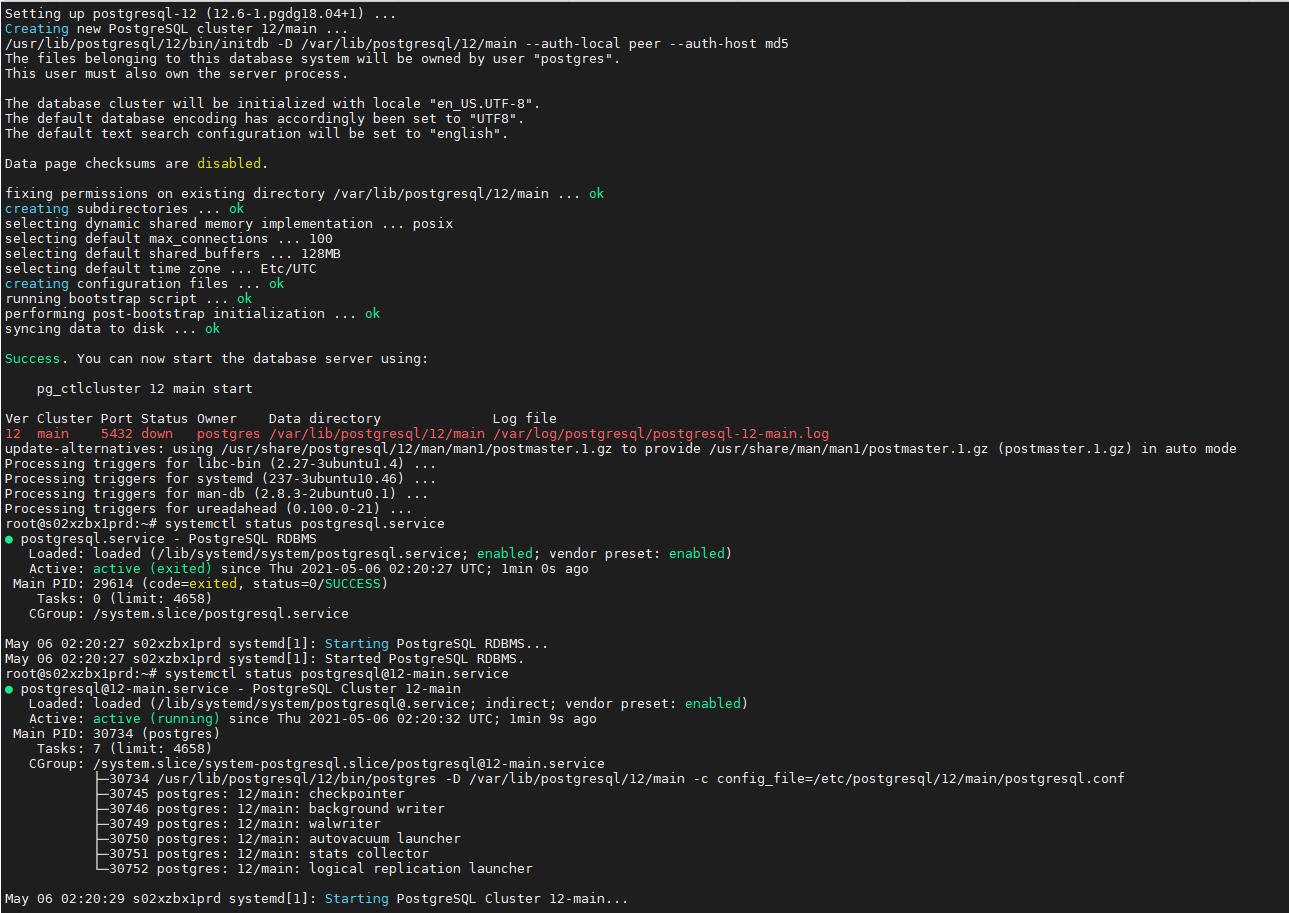 Setting up postgresql-12 (12.6-1.pgdg18.04+1) ...
Creating new PostgreSQL cluster 12/main ...
/usr/lib/postgresql/12/bin/initdb -D /var/lib/postgresql/12/main --auth-local peer --auth-host md5
The files belonging to this database system will be owned by user "postgres".
This user must also own the server process.

The database cluster will be initialized with locale "en_US.UTF-8".
The default database encoding has accordingly been set to "UTF8".
The default text search configuration will be set to "english".

Data page checksums are disabled.

fixing permissions on existing directory /var/lib/postgresql/12/main ... ok
creating subdirectories ... ok
selecting dynamic shared memory implementation ... posix
selecting default max_connections ... 100
selecting default shared_buffers ... 128MB
selecting default time zone ... Etc/UTC
creating configuration files ... ok
running bootstrap script ... ok
performing post-bootstrap initialization ... ok
syncing data to disk ... ok

Success. You can now start the database server using:

    pg_ctlcluster 12 main start

Ver Cluster Port Status Owner    Data directory              Log file
12  main    5432 down   postgres /var/lib/postgresql/12/main /var/log/postgresql/postgresql-12-main.log
update-alternatives: using /usr/share/postgresql/12/man/man1/postmaster.1.gz to provide /usr/share/man/man1/postmaster.1.gz (postmaster.1.gz) in auto mode
Processing triggers for libc-bin (2.27-3ubuntu1.4) ...
Processing triggers for systemd (237-3ubuntu10.46) ...
Processing triggers for man-db (2.8.3-2ubuntu0.1) ...
Processing triggers for ureadahead (0.100.0-21) ...
root@s02xzbx1prd:~# systemctl status postgresql.service
● postgresql.service - PostgreSQL RDBMS
   Loaded: loaded (/lib/systemd/system/postgresql.service; enabled; vendor preset: enabled)
   Active: active (exited) since Thu 2021-05-06 02:20:27 UTC; 1min 0s ago
 Main PID: 29614 (code=exited, status=0/SUCCESS)
    Tasks: 0 (limit: 4658)
   CGroup: /system.slice/postgresql.service

May 06 02:20:27 s02xzbx1prd systemd[1]: Starting PostgreSQL RDBMS...
May 06 02:20:27 s02xzbx1prd systemd[1]: Started PostgreSQL RDBMS.
root@s02xzbx1prd:~# systemctl status postgresql@12-main.service
● postgresql@12-main.service - PostgreSQL Cluster 12-main
   Loaded: loaded (/lib/systemd/system/postgresql@.service; indirect; vendor preset: enabled)
   Active: active (running) since Thu 2021-05-06 02:20:32 UTC; 1min 9s ago
 Main PID: 30734 (postgres)
    Tasks: 7 (limit: 4658)
   CGroup: /system.slice/system-postgresql.slice/postgresql@12-main.service
           ├─30734 /usr/lib/postgresql/12/bin/postgres -D /var/lib/postgresql/12/main -c config_file=/etc/postgresql/12/main/postgresql.conf
           ├─30745 postgres: 12/main: checkpointer
           ├─30746 postgres: 12/main: background writer
           ├─30749 postgres: 12/main: walwriter
           ├─30750 postgres: 12/main: autovacuum launcher
           ├─30751 postgres: 12/main: stats collector
           └─30752 postgres: 12/main: logical replication launcher

May 06 02:20:29 s02xzbx1prd systemd[1]: Starting PostgreSQL Cluster 12-main...